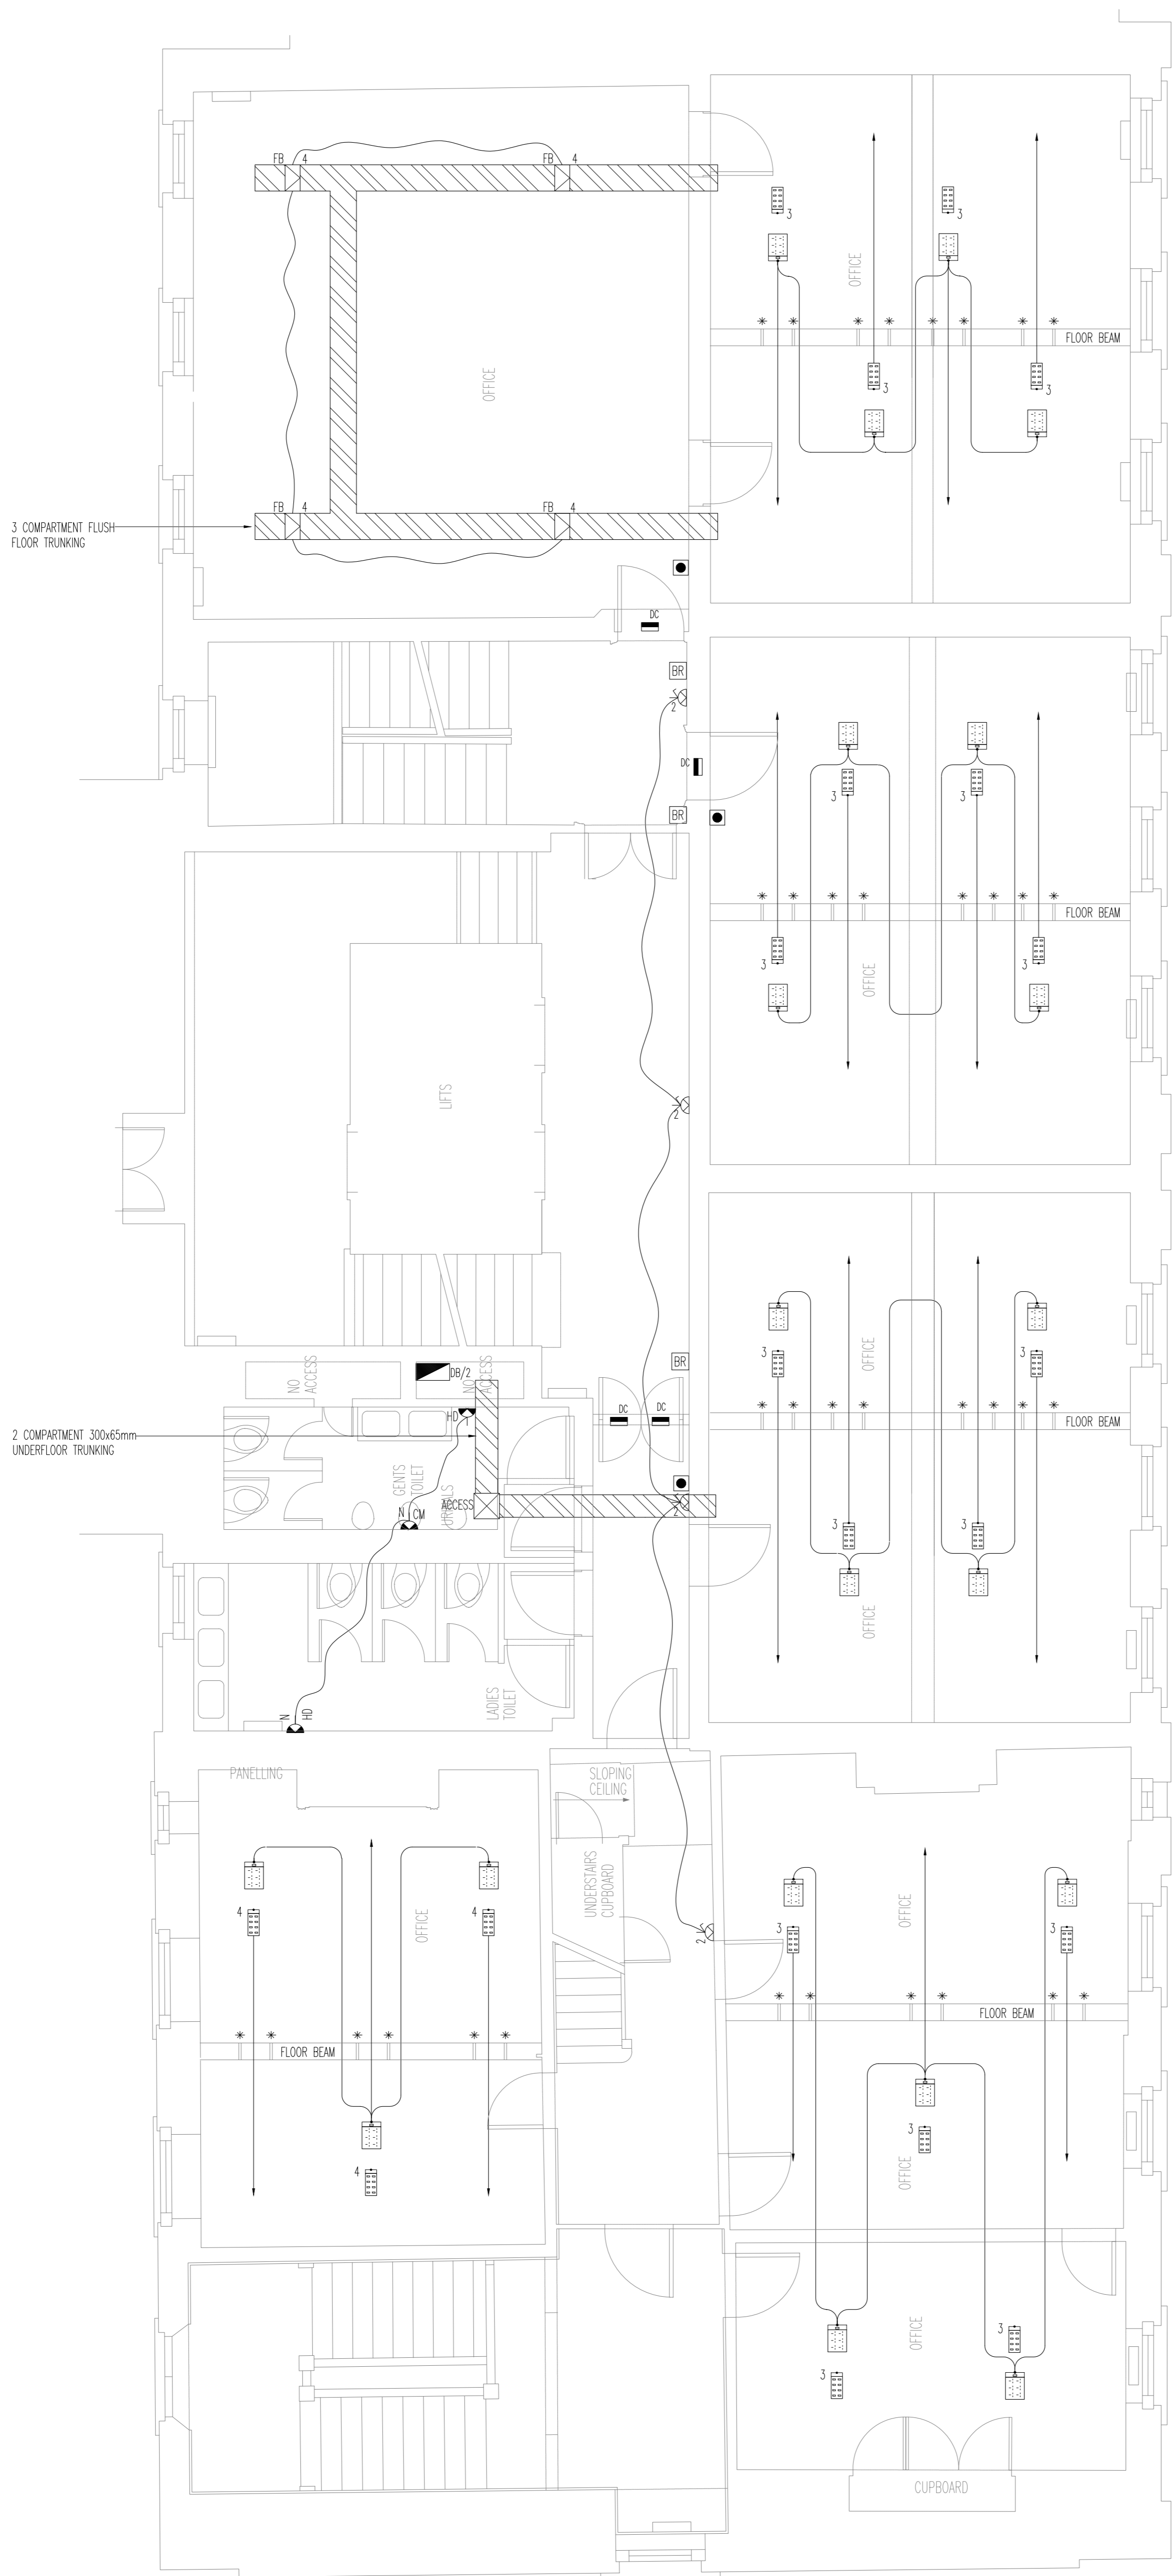 FB 4
FB 4
3
3
OFFICE
FLOOR BEAM
OFFICE
3
3
FB 4
FB 4
3 COMPARTMENT FLUSH
FLOOR TRUNKING
DC
BR
2
DC
BR
3
3
FLOOR BEAM
3
3
OFFICE
LIFTS
2
OFFICE
3
3
BR
NO
ACCESS
DB/2
NO
ACCESS
HD
DC
DC
FLOOR BEAM
2 COMPARTMENT 300x65mm
UNDERFLOOR TRUNKING
GENTS
TOILET
URINALS
ACCESS
N CM
2
3
3
OFFICE
LADIES
TOILET
N
HD
PANELLING
SLOPING
CEILING
UNDERSTAIRS
CUPBOARD
4
4
OFFICE
OFFICE
3
3
2
FLOOR BEAM
FLOOR BEAM
3
OFFICE
4
OFFICE
3
3
CUPBOARD